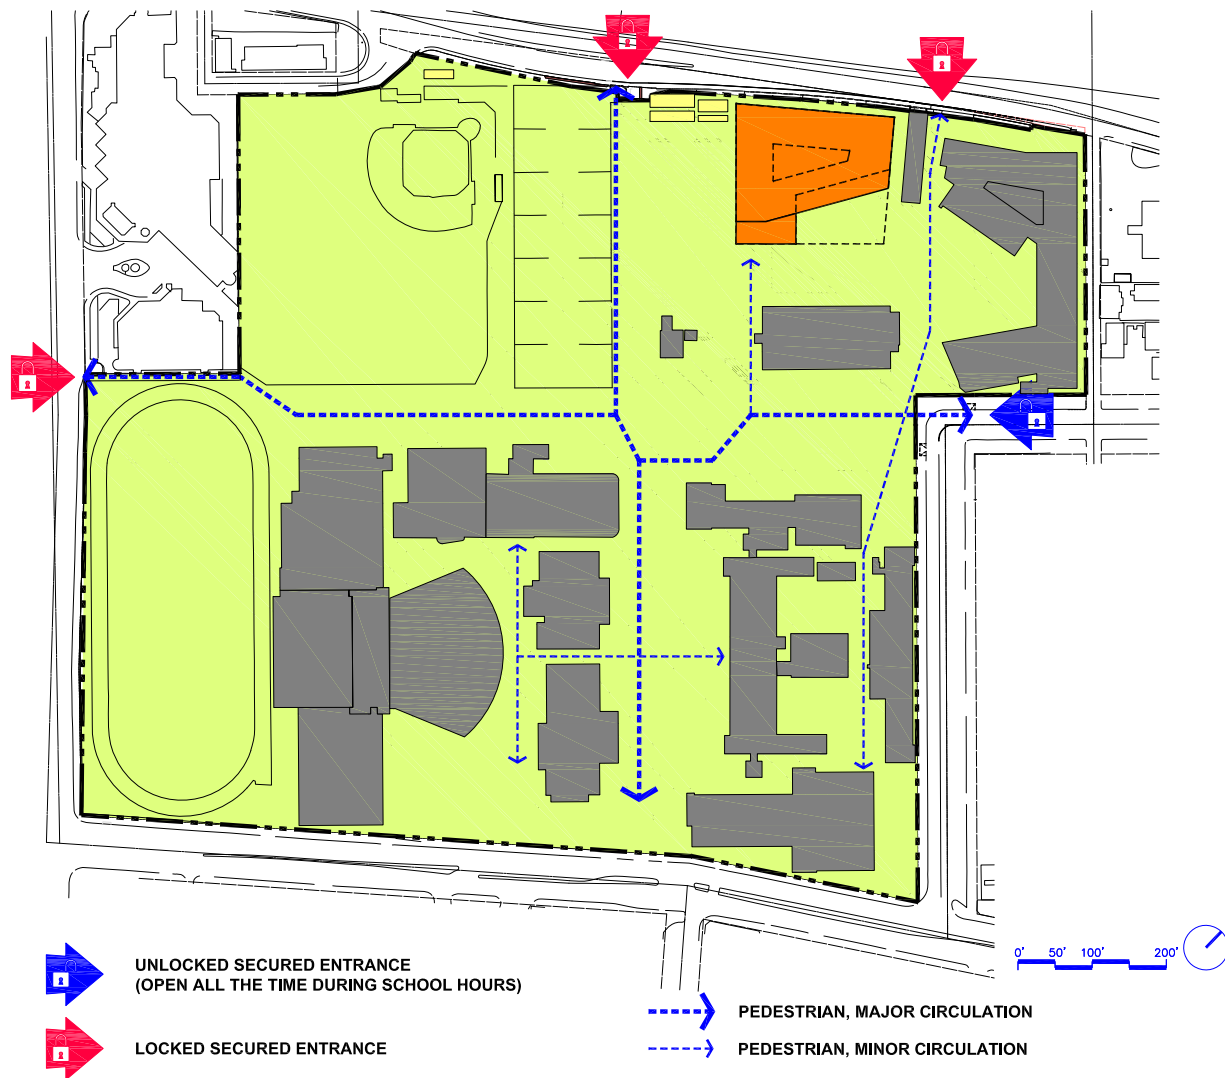 UNLOCKED SECURED ENTRANCE
(OPEN ALL THE TIME DURING SCHOOL HOURS)
LOCKED SECURED ENTRANCE
0' 50' 100' 200'
PEDESTRIAN, MAJOR CIRCULATION
PEDESTRIAN, MINOR CIRCULATION